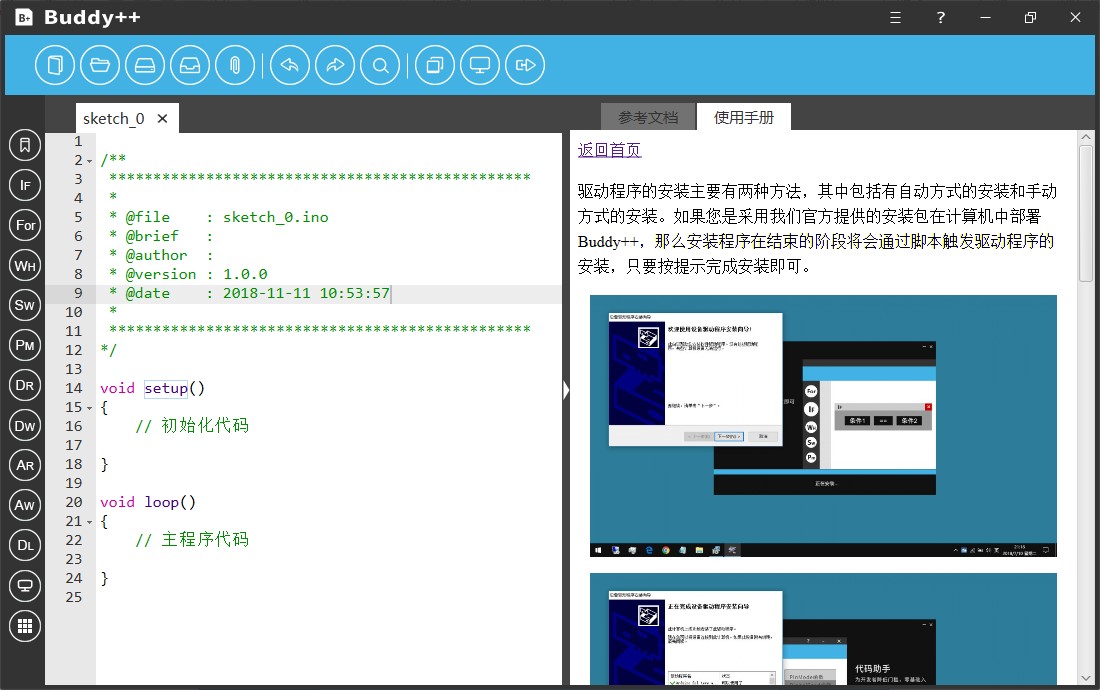 B+ Buddy++
?
sketch_0 ×
参考文档 使用手册
IF
For
WH
SW
PM
DR
DW
AR
AW
DL
1
2 /**
3 ************************************************
4 *
5 * @file : sketch_0.ino
6 * @brief :
7 * @author :
8 * @version : 1.0.0
9 * @date : 2018-11-11 10:53:57
10 *
11 ************************************************
12 */
13
14 void setup()
15 {
16 // 初始化代码
17
18 }
19
20 void loop()
21 {
22 // 主程序代码
23
24 }
25
返回首页
驱动程序的安装主要有两种方法，其中包括有自动方式的安装和手动
方式的安装。如果您是采用我们官方提供的安装包在计算机中部署
Buddy++，那么安装程序在结束的阶段将会通过脚本触发驱动程序的
安装，只要按提示完成安装即可。
欢迎使用设备驱动程序安装向导!
For
IF
WH
SW
条件1 == 条件2
取消
正在安装...
正在完成设备驱动程序安装向导
代码助手